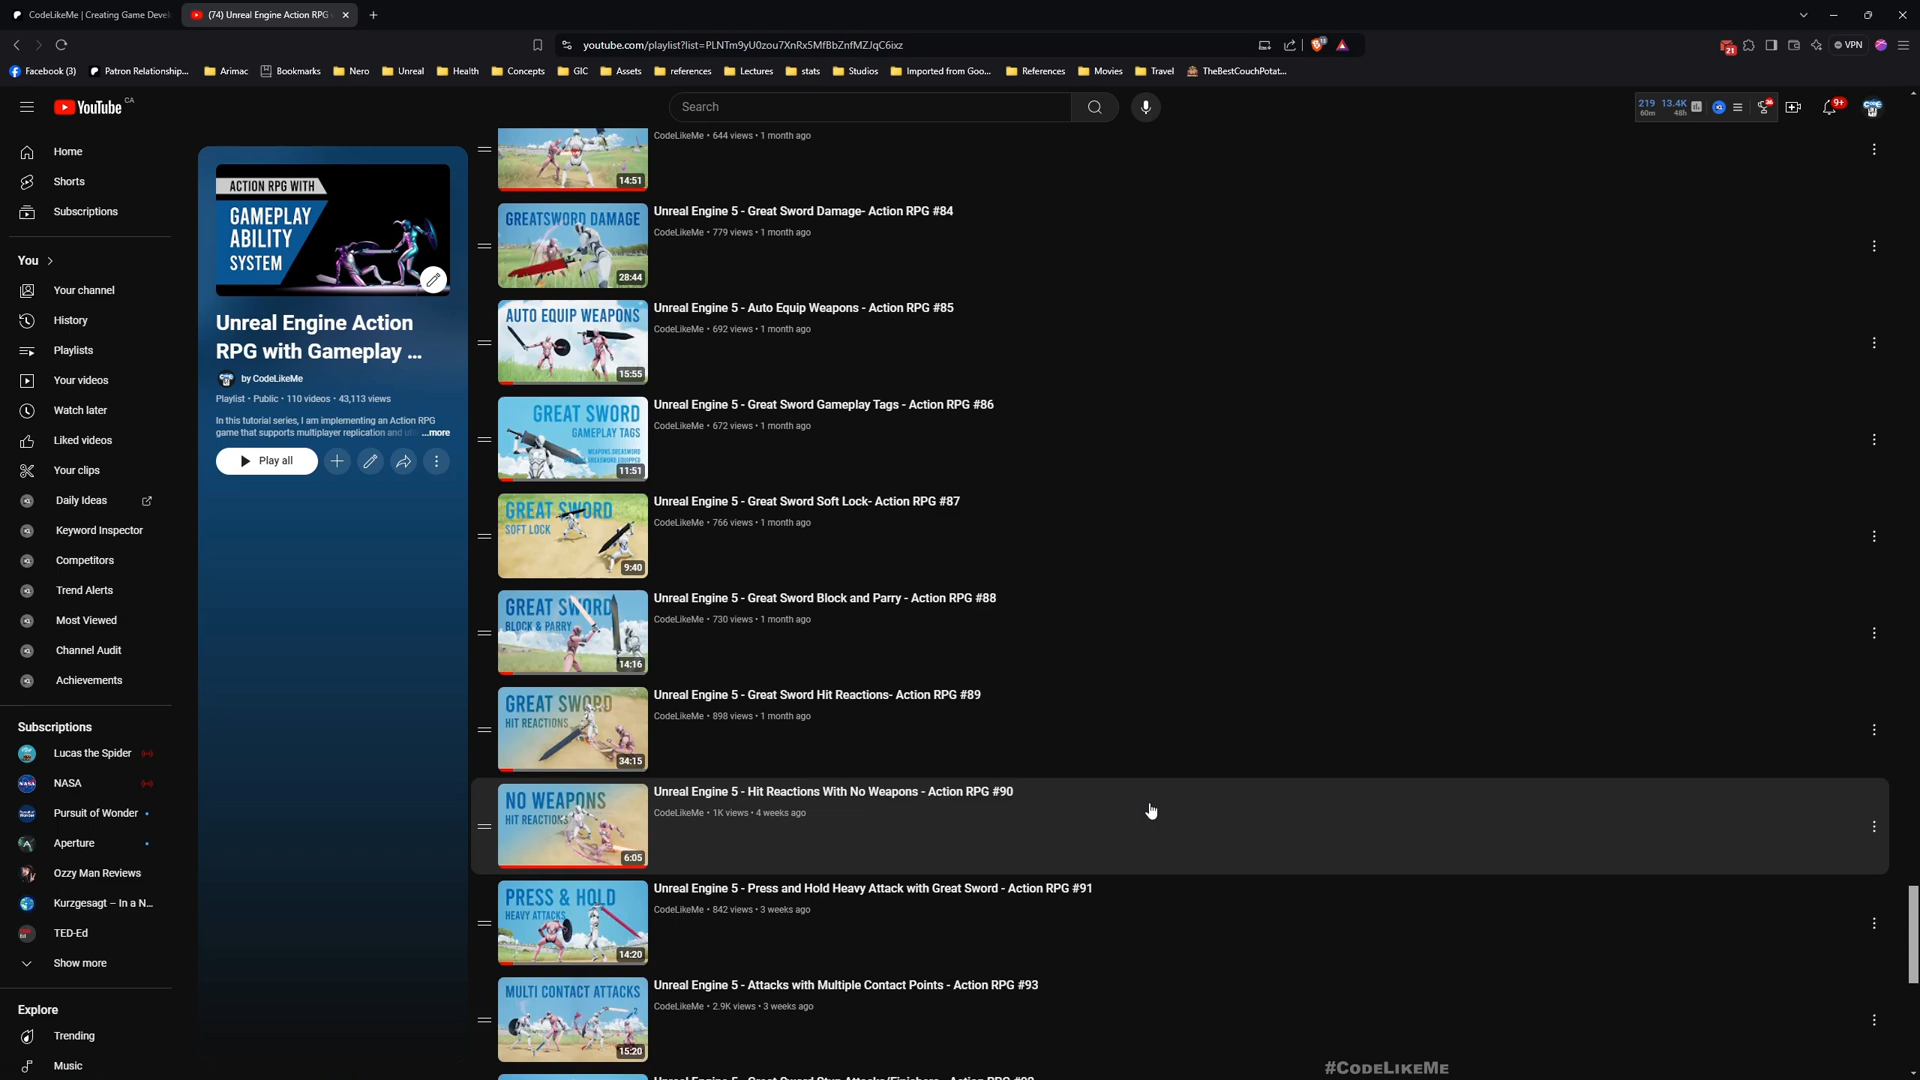 CodeLikeMe | Creating Game Devel
(74) Unreal Engine Action RPG
youtube.com/playlist?list=PLNTm9yU0zou7XnRx5MfBbZnfMZJqC6ixz
21
VPN
Facebook (3)
Patron Relationship...
Arimac
Bookmarks
Nero
Unreal
Health
Concepts
GIC
Assets
references
Lectures
stats
Studios
Imported from Goo...
References
Movies
Travel
TheBestCouchPotat...
YouTube CA
Search
219 60m
13.4K 48h
9+
Home
Shorts
Subscriptions
You
Your channel
History
Playlists
Your videos
Watch later
Liked videos
Your clips
Daily Ideas
Keyword Inspector
Competitors
Trend Alerts
Most Viewed
Channel Audit
Achievements
Subscriptions
Lucas the Spider
NASA
Pursuit of Wonder
Aperture
Ozzy Man Reviews
Kurzgesagt – In a N...
TED-Ed
Show more
Explore
Trending
Music
ACTION RPG WITH
GAMEPLAY
ABILITY
SYSTEM
Unreal Engine Action
RPG with Gameplay ...
by CodeLikeMe
Playlist • Public • 110 videos • 43,113 views
In this tutorial series, I am implementing an Action RPG
game that supports multiplayer replication and ...more
Play all
CodeLikeMe • 644 views • 1 month ago
14:51
GREATSWORD DAMAGE
28:44
Unreal Engine 5 - Great Sword Damage- Action RPG #84
CodeLikeMe • 779 views • 1 month ago
AUTO EQUIP WEAPONS
15:55
Unreal Engine 5 - Auto Equip Weapons - Action RPG #85
CodeLikeMe • 692 views • 1 month ago
GREAT SWORD
GAMEPLAY TAGS
11:51
Unreal Engine 5 - Great Sword Gameplay Tags - Action RPG #86
CodeLikeMe • 672 views • 1 month ago
GREAT SWORD
SOFT LOCK
9:40
Unreal Engine 5 - Great Sword Soft Lock- Action RPG #87
CodeLikeMe • 766 views • 1 month ago
GREAT SWORD
BLOCK & PARRY
14:16
Unreal Engine 5 - Great Sword Block and Parry - Action RPG #88
CodeLikeMe • 730 views • 1 month ago
GREAT SWORD
HIT REACTIONS
34:15
Unreal Engine 5 - Great Sword Hit Reactions- Action RPG #89
CodeLikeMe • 898 views • 1 month ago
NO WEAPONS
HIT REACTIONS
6:05
Unreal Engine 5 - Hit Reactions With No Weapons - Action RPG #90
CodeLikeMe • 1K views • 4 weeks ago
PRESS & HOLD
HEAVY ATTACKS
14:20
Unreal Engine 5 - Press and Hold Heavy Attack with Great Sword - Action RPG #91
CodeLikeMe • 842 views • 3 weeks ago
MULTI CONTACT ATTACKS
15:20
Unreal Engine 5 - Attacks with Multiple Contact Points - Action RPG #93
CodeLikeMe • 2.9K views • 3 weeks ago
#CodeLikeMe